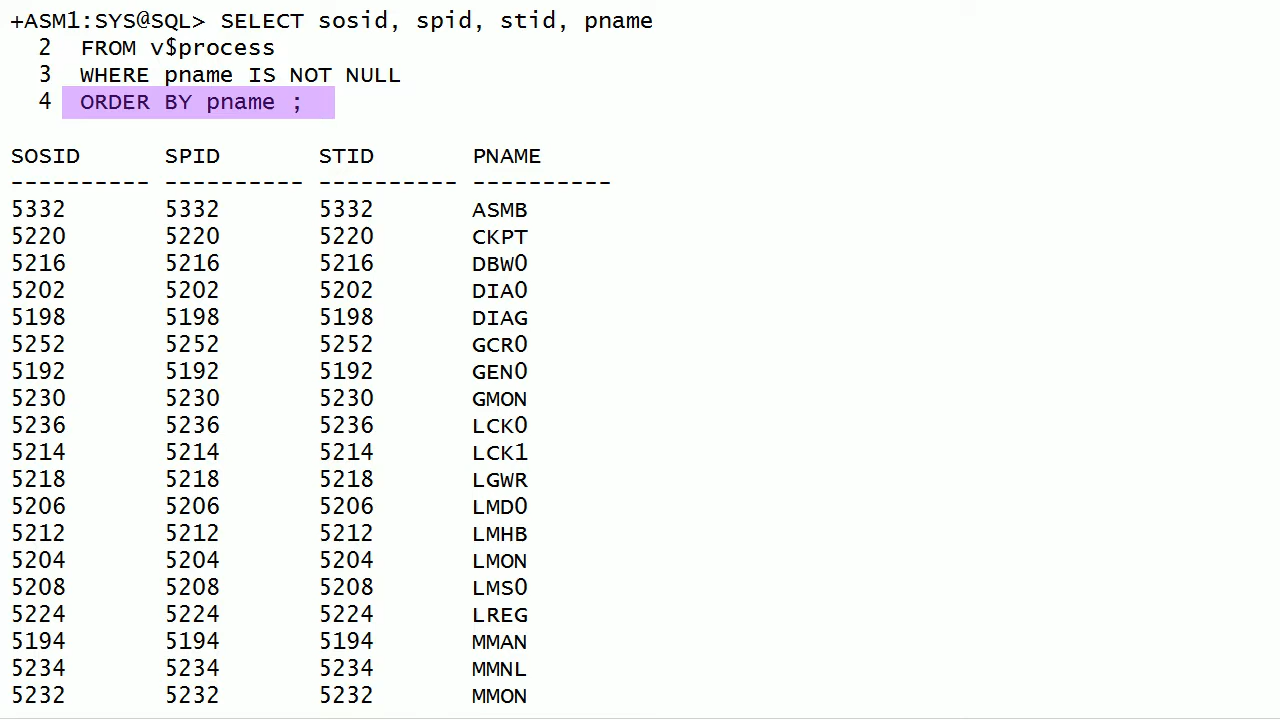 +ASM1:SYS@SQL> SELECT sosid, spid, stid, pname
2 FROM v$process
3 WHERE pname IS NOT NULL
4 ORDER BY pname ;
SOSID SPID STID PNAME
---------- ---------- ---------- ----------
5332 5332 5332 ASMB
5220 5220 5220 CKPT
5216 5216 5216 DBW0
5202 5202 5202 DIA0
5198 5198 5198 DIAG
5252 5252 5252 GCR0
5192 5192 5192 GEN0
5230 5230 5230 GMON
5236 5236 5236 LCK0
5214 5214 5214 LCK1
5218 5218 5218 LGWR
5206 5206 5206 LMD0
5212 5212 5212 LMHB
5204 5204 5204 LMON
5208 5208 5208 LMS0
5224 5224 5224 LREG
5194 5194 5194 MMAN
5234 5234 5234 MMNL
5232 5232 5232 MMON